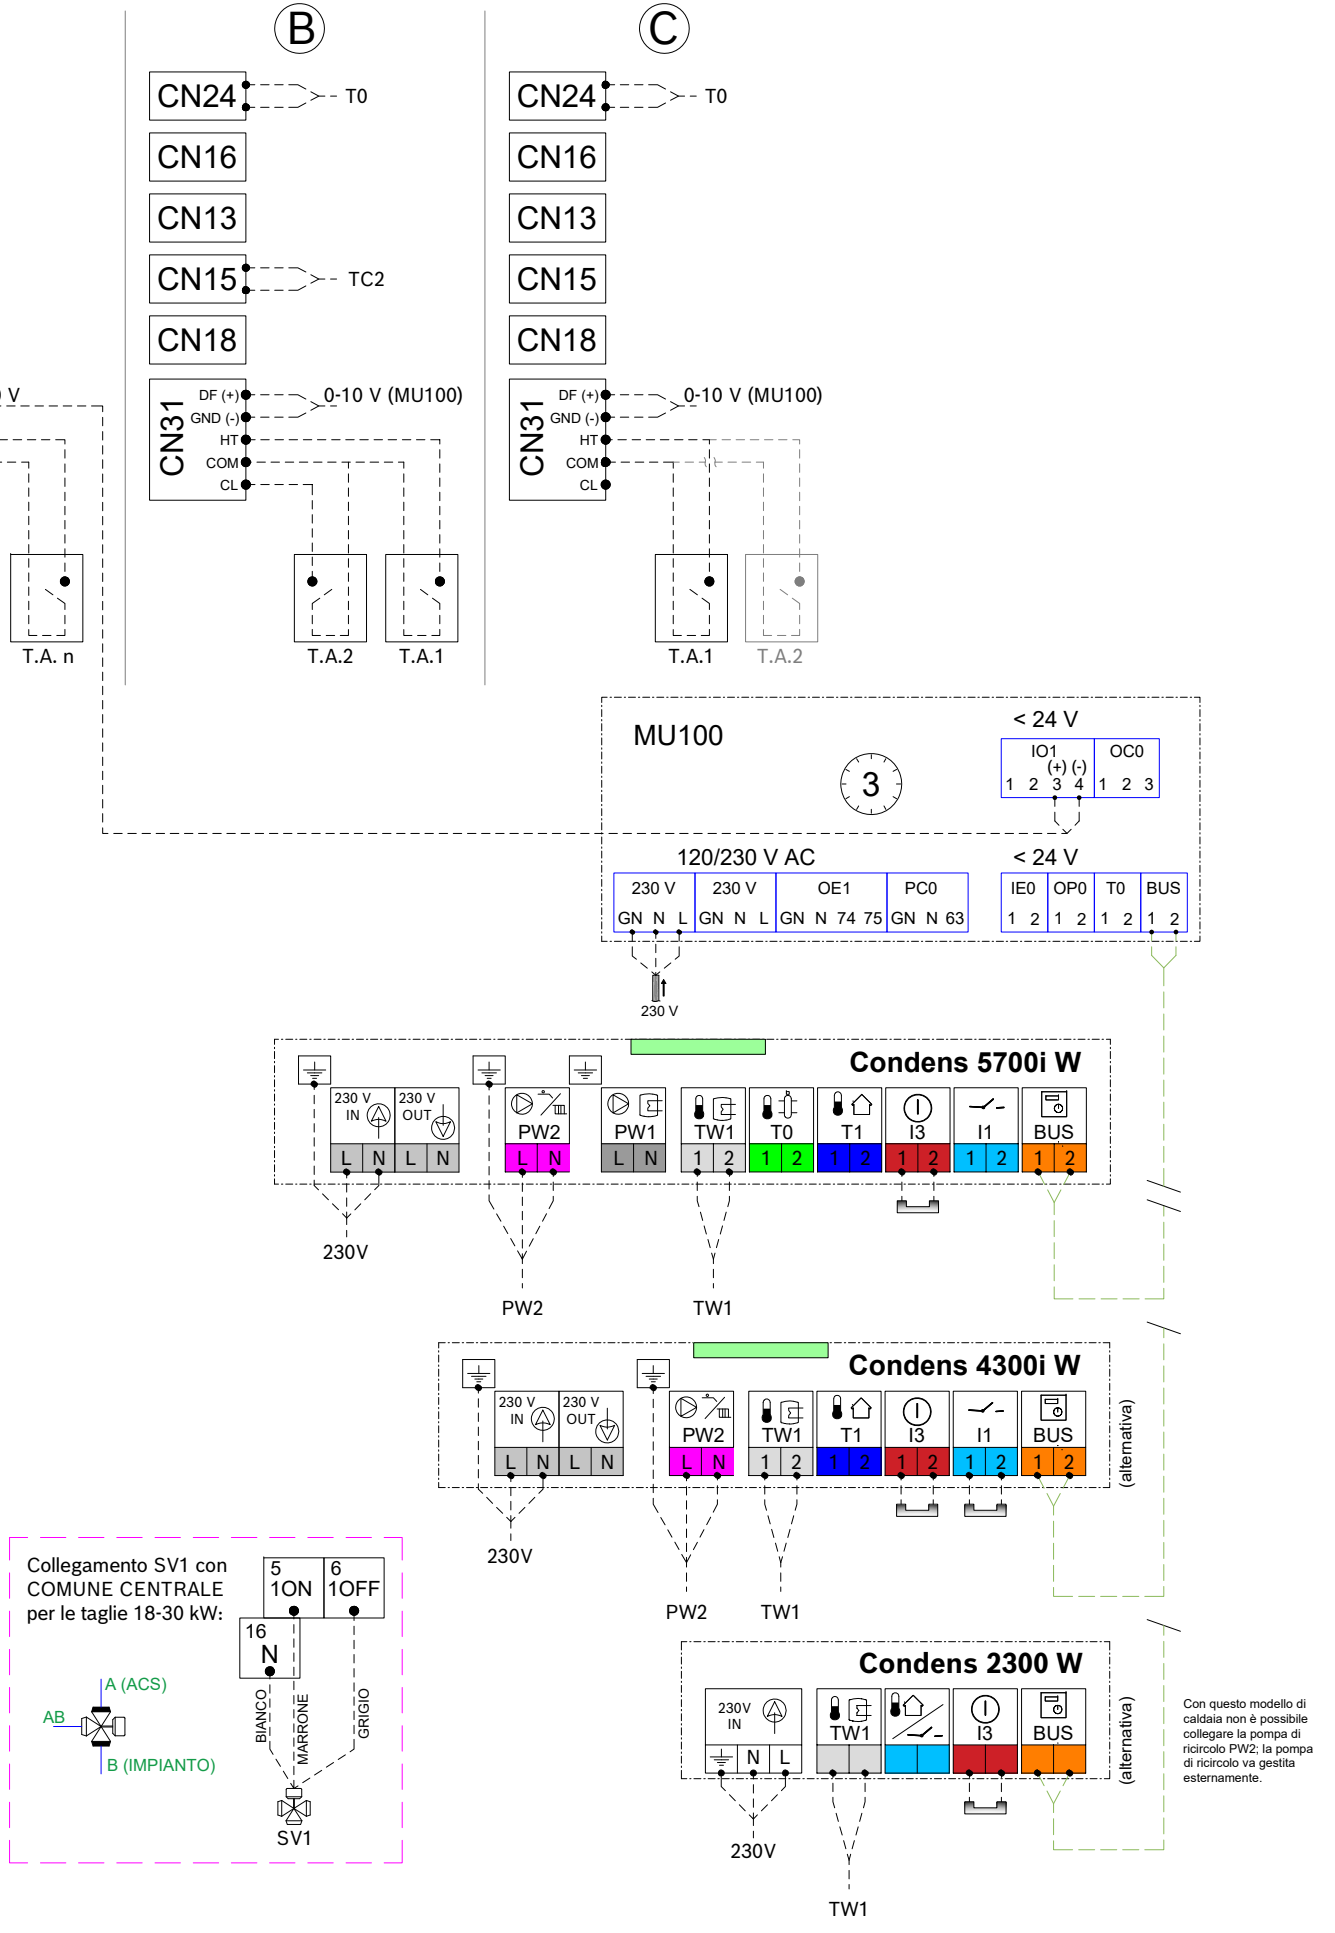 B
CN24
T0
CN16
CN13
CN15
TC2
CN18
CN31
DF (+)
GND (-)
HT
COM
CL
0-10 V (MU100)
T.A.2
T.A.1
C
CN24
T0
CN16
CN13
CN15
CN18
CN31
DF (+)
GND (-)
HT
COM
CL
0-10 V (MU100)
T.A.1
T.A.2
V
T.A. n
MU100
3
< 24 V
IO1 OC0
(+) (-)
1 2 3 4 1 2 3
120/230 V AC
< 24 V
230 V 230 V OE1 PC0
GN N L GN N L GN N 74 75 GN N 63
IE0 OP0 T0 BUS
1 2 1 2 1 2 1 2
230 V
Condens 5700i W
230 V IN
230 V OUT
PW2 PW1 TW1 T0 T1 I3 I1 BUS
L N L N L N L N 1 2 1 2 1 2 1 2 1 2 1 2
230V
PW2
TW1
Condens 4300i W
230 V IN
230 V OUT
PW2 TW1 T1 I3 I1 BUS
L N L N L N 1 2 1 2 1 2 1 2 1 2
(alternativa)
230V
PW2
TW1
Condens 2300 W
230V IN
TW1 I3 BUS
N L
(alternativa)
230V
TW1
Con questo modello di
caldaia non è possibile
collegare la pompa di
ricircolo PW2; la pompa
di ricircolo va gestita
esternamente.
Collegamento SV1 con
COMUNE CENTRALE
per le taglie 18-30 kW:
5
1ON
6
1OFF
16
N
BIANCO
MARRONE
GRIGIO
A (ACS)
AB
B (IMPIANTO)
SV1